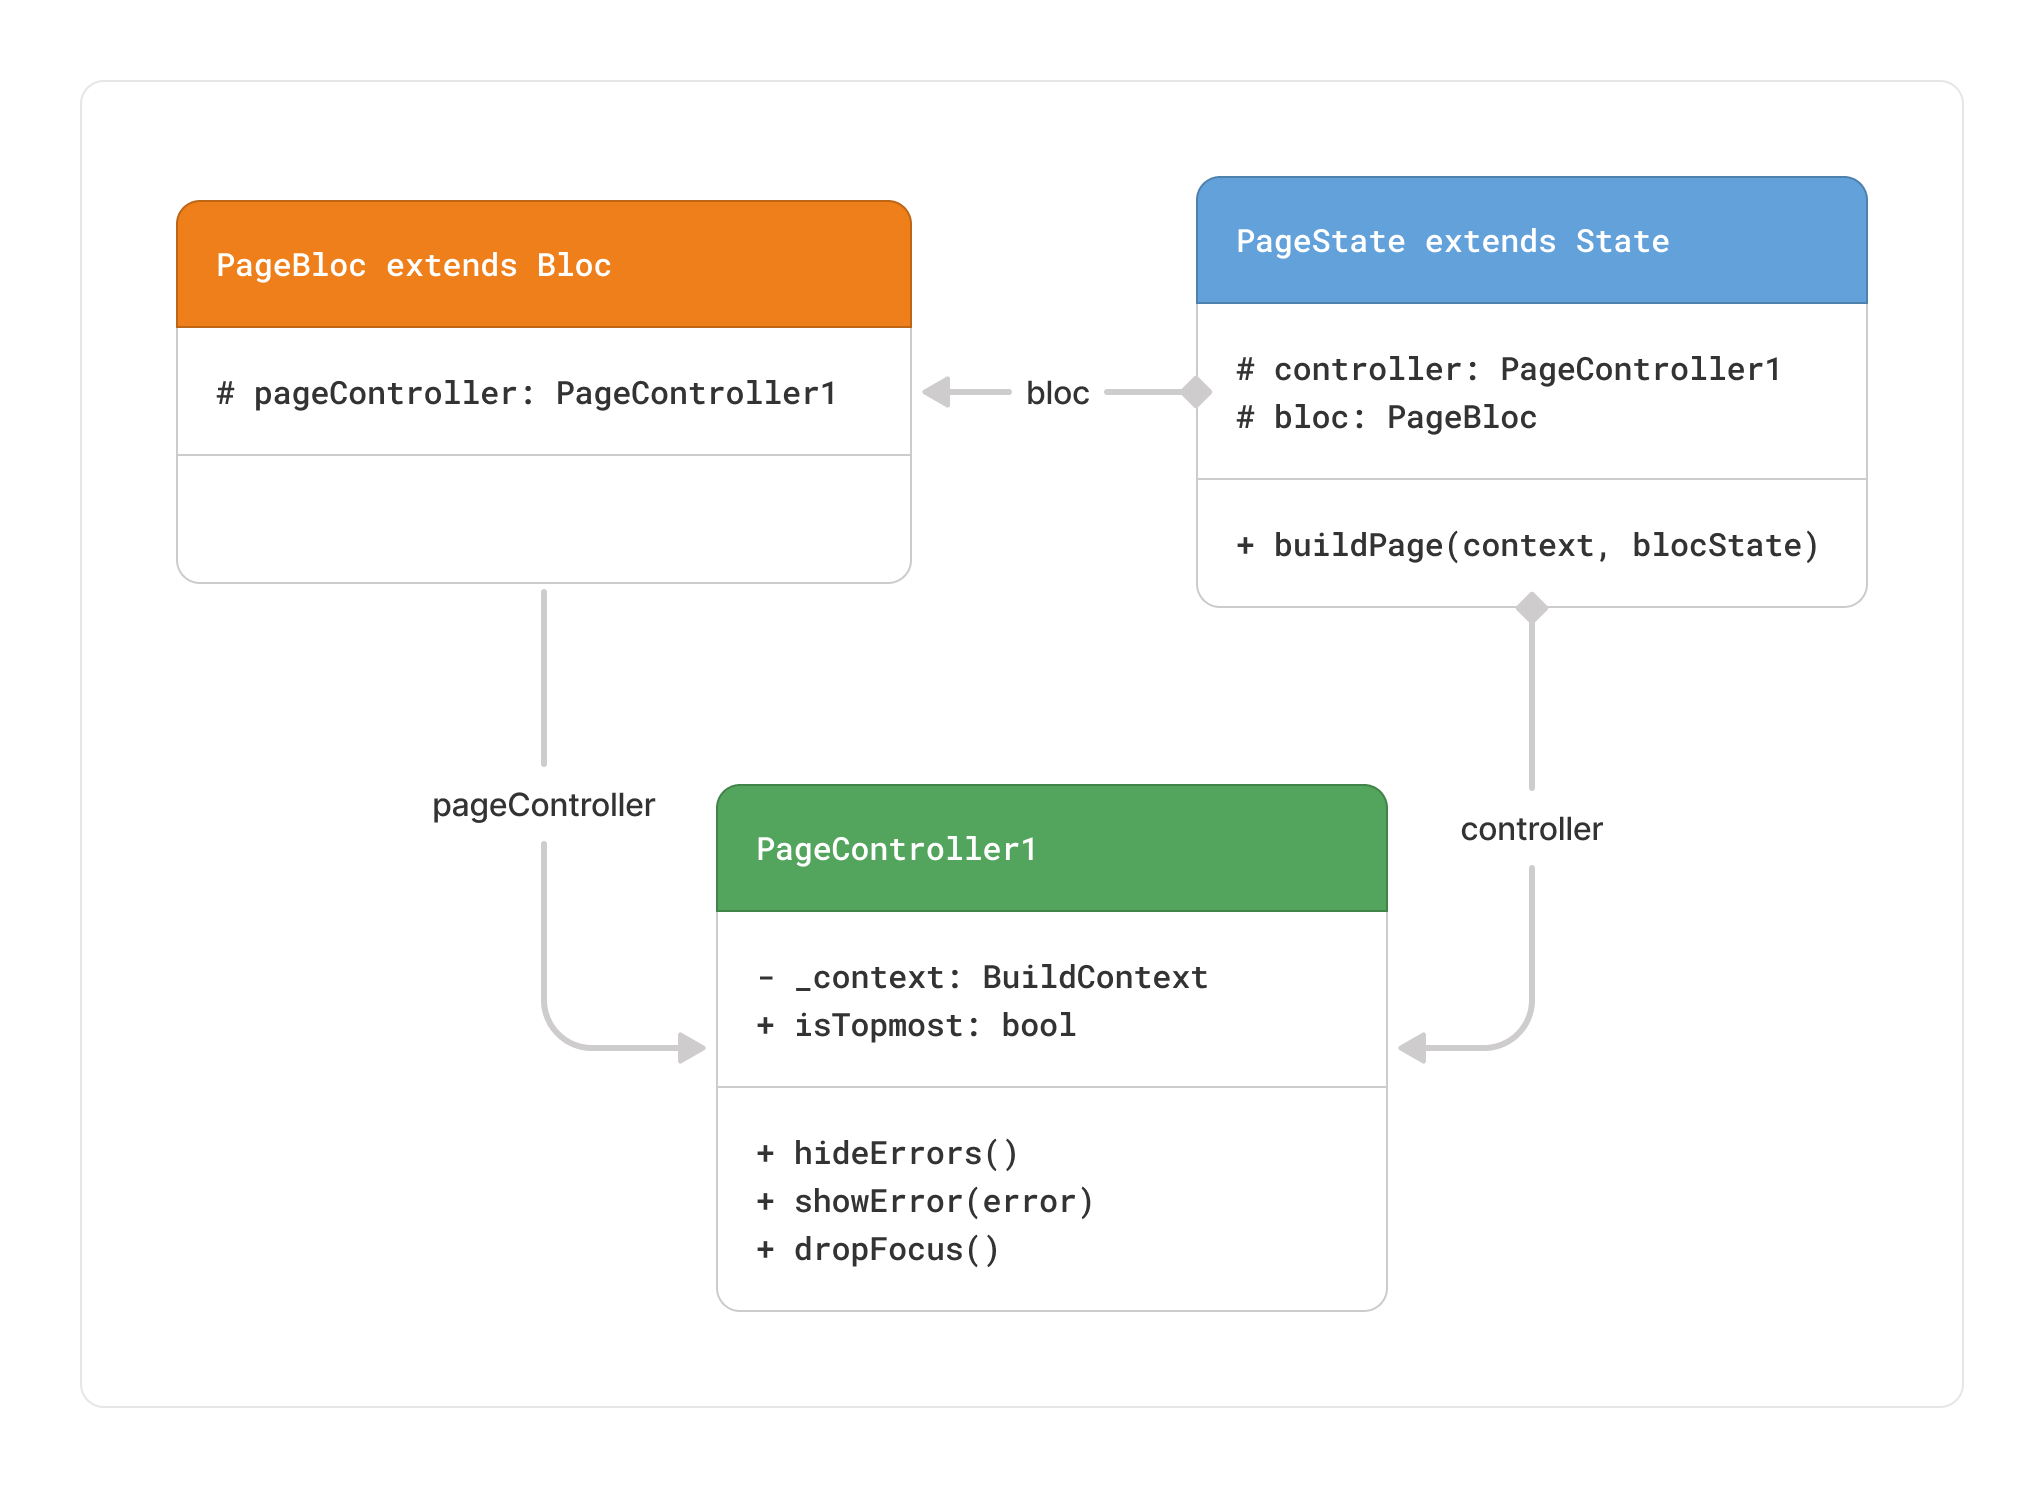 PageBloc extends Bloc
# pageController: PageController1
bloc
PageState extends State
# controller: PageController1
# bloc: PageBloc
+ buildPage(context, blocState)
pageController
controller
PageController1
- _context: BuildContext
+ isTopmost: bool
+ hideErrors()
+ showError(error)
+ dropFocus()